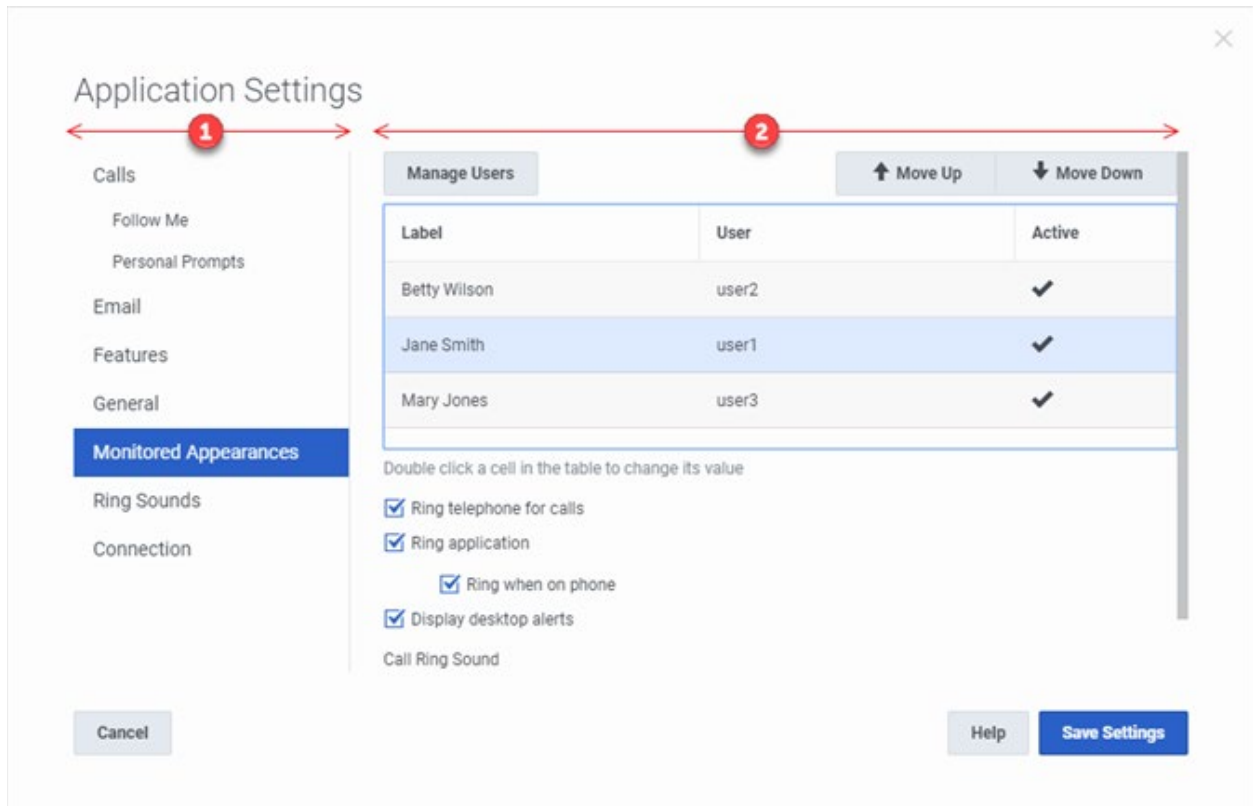 Application Settings
1
2
Calls
Follow Me
Personal Prompts
Email
Features
General
Monitored Appearances
Ring Sounds
Connection
Manage Users
Move Up
Move Down
Label User Active
Betty Wilson user2
Jane Smith user1
Mary Jones user3
Double click a cell in the table to change its value
Ring telephone for calls
Ring application
Ring when on phone
Display desktop alerts
Call Ring Sound
Cancel
Help
Save Settings